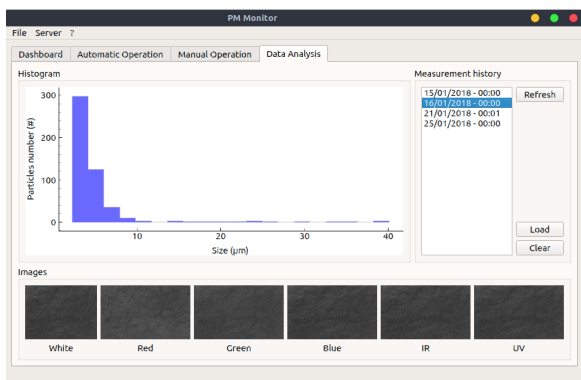 PM Monitor
File Server ?
Dashboard Automatic Operation Manual Operation Data Analysis
Histogram
300
200
100
0
10 20 30 40
Particles number (#)
Size (μm)
Measurement history
15/01/2018 - 00:00
16/01/2018 - 00:00
21/01/2018 - 00:01
25/01/2018 - 00:00
Refresh
Load
Clear
Images
White Red Green Blue IR UV